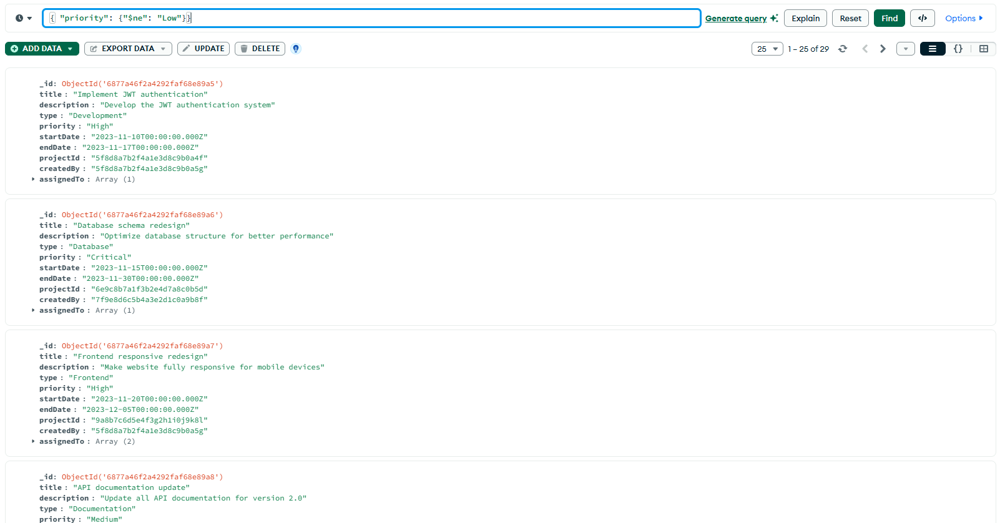 { "priority": {"$ne": "Low"}}
Generate query
Explain
Reset
Find
</>
Options
ADD DATA
EXPORT DATA
UPDATE
DELETE
25
1 – 25 of 29
{}
_id: ObjectId('6877a46f2a4292faf68e89a5')
title : "Implement JWT authentication"
description : "Develop the JWT authentication system"
type : "Development"
priority : "High"
startDate : "2023-11-10T00:00:00.000Z"
endDate : "2023-11-17T00:00:00.000Z"
projectId : "5f8d8a7b2f4a1e3d8c9b0a4f"
createdBy : "5f8d8a7b2f4a1e3d8c9b0a5g"
assignedTo : Array (1)
_id: ObjectId('6877a46f2a4292faf68e89a6')
title : "Database schema redesign"
description : "Optimize database structure for better performance"
type : "Database"
priority : "Critical"
startDate : "2023-11-15T00:00:00.000Z"
endDate : "2023-11-30T00:00:00.000Z"
projectId : "6e9c8b7a1f3b2e4d7a8c0b5d"
createdBy : "7f9e8d6c5b4a3e2d1c0a9b8f"
assignedTo : Array (1)
_id: ObjectId('6877a46f2a4292faf68e89a7')
title : "Frontend responsive redesign"
description : "Make website fully responsive for mobile devices"
type : "Frontend"
priority : "High"
startDate : "2023-11-20T00:00:00.000Z"
endDate : "2023-12-05T00:00:00.000Z"
projectId : "9a8b7c6d5e4f3g2h1i0j9k8l"
createdBy : "5f8d8a7b2f4a1e3d8c9b0a5g"
assignedTo : Array (2)
_id: ObjectId('6877a46f2a4292faf68e89a8')
title : "API documentation update"
description : "Update all API documentation for version 2.0"
type : "Documentation"
priority : "Medium"